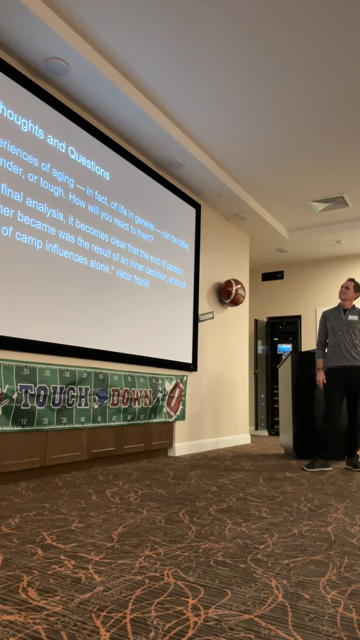 houghts and Questions
eriences of aging — in fact, of life in general — can be
nder, or tough. How will you react to them?
final analysis, it becomes clear that the sort of person
ner became was the result of an inner decision, and not
of camp influences alone." viktor frankl
TOUCH DOWN